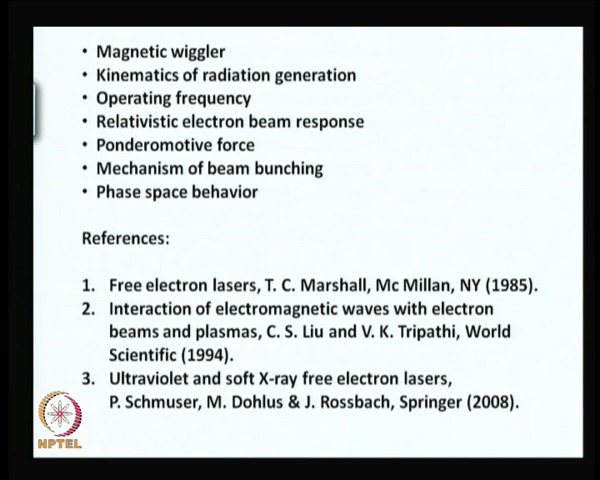 • Magnetic wiggler
• Kinematics of radiation generation
• Operating frequency
• Relativistic electron beam response
• Ponderomotive force
• Mechanism of beam bunching
• Phase space behavior
References:
1. Free electron lasers, T. C. Marshall, Mc Millan, NY (1985).
2. Interaction of electromagnetic waves with electron
beams and plasmas, C. S. Liu and V. K. Tripathi, World
Scientific (1994).
3. Ultraviolet and soft X-ray free electron lasers,
P. Schmuser, M. Dohlus & J. Rossbach, Springer (2008).
NPTEL